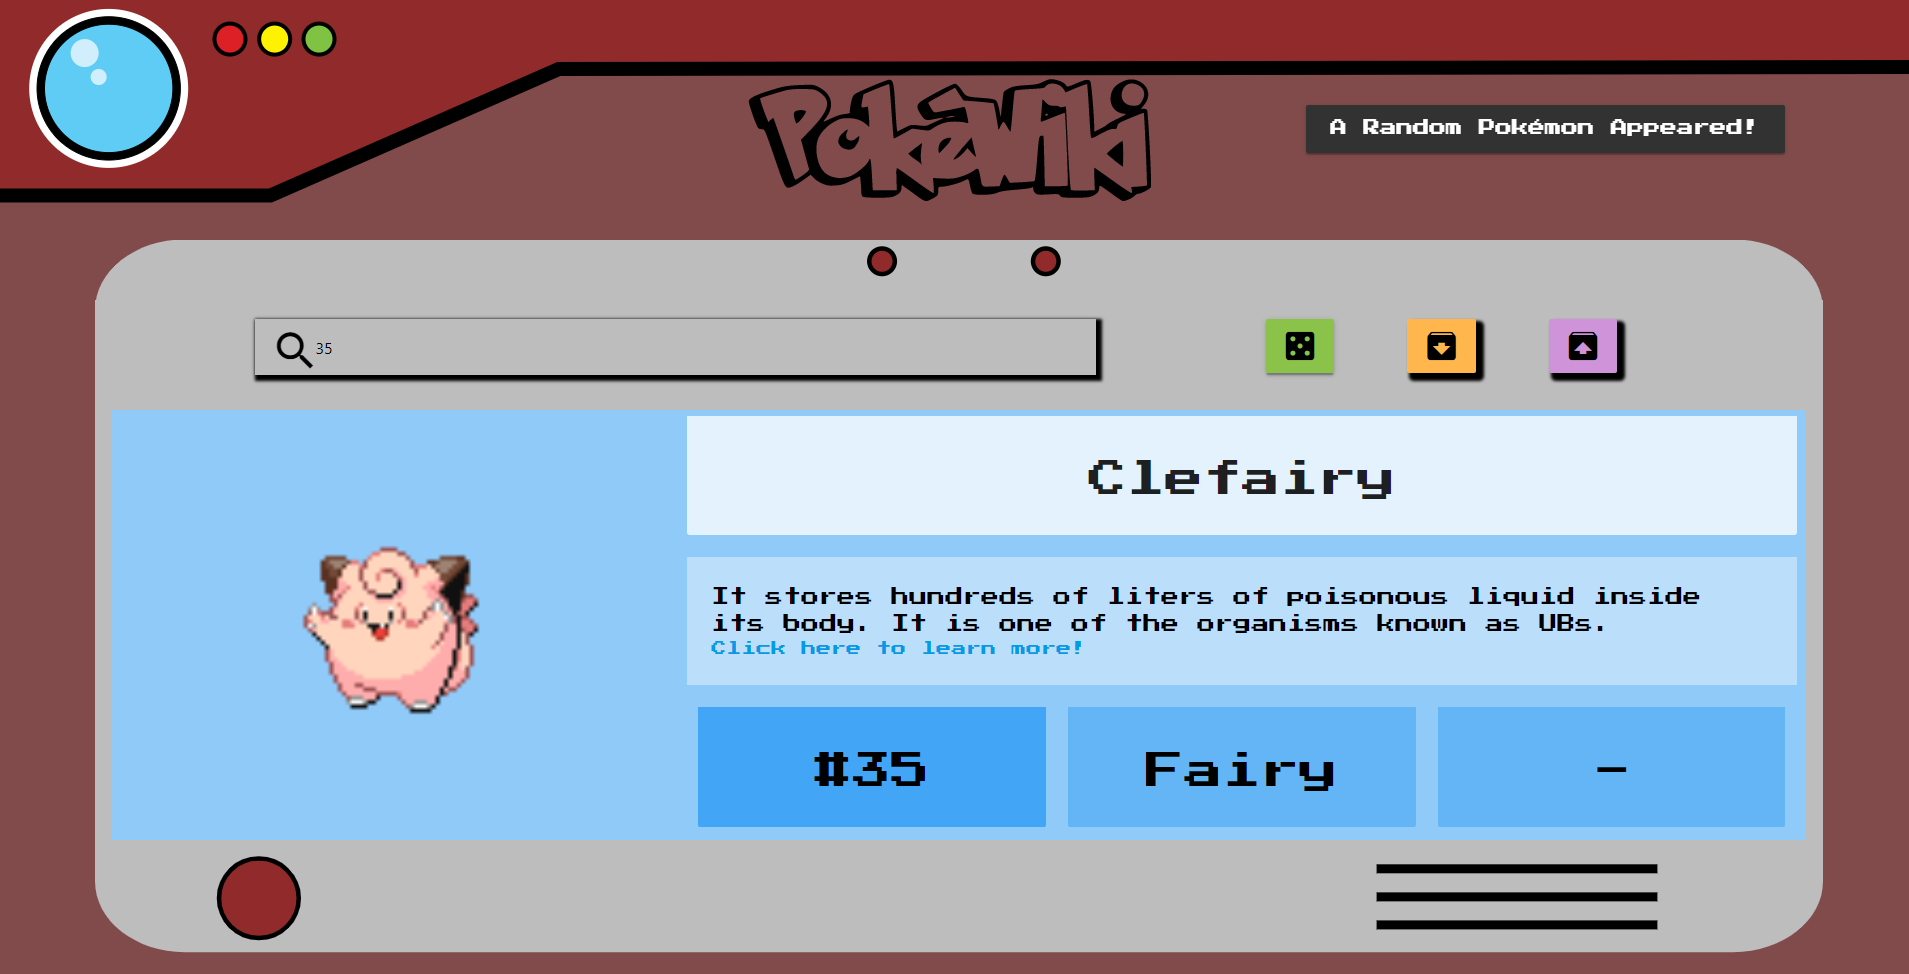 PokéWiki
A Random Pokémon Appeared!
35
Clefairy
It stores hundreds of liters of poisonous liquid inside
its body. It is one of the organisms known as UBs.
Click here to learn more!
#35
Fairy
-